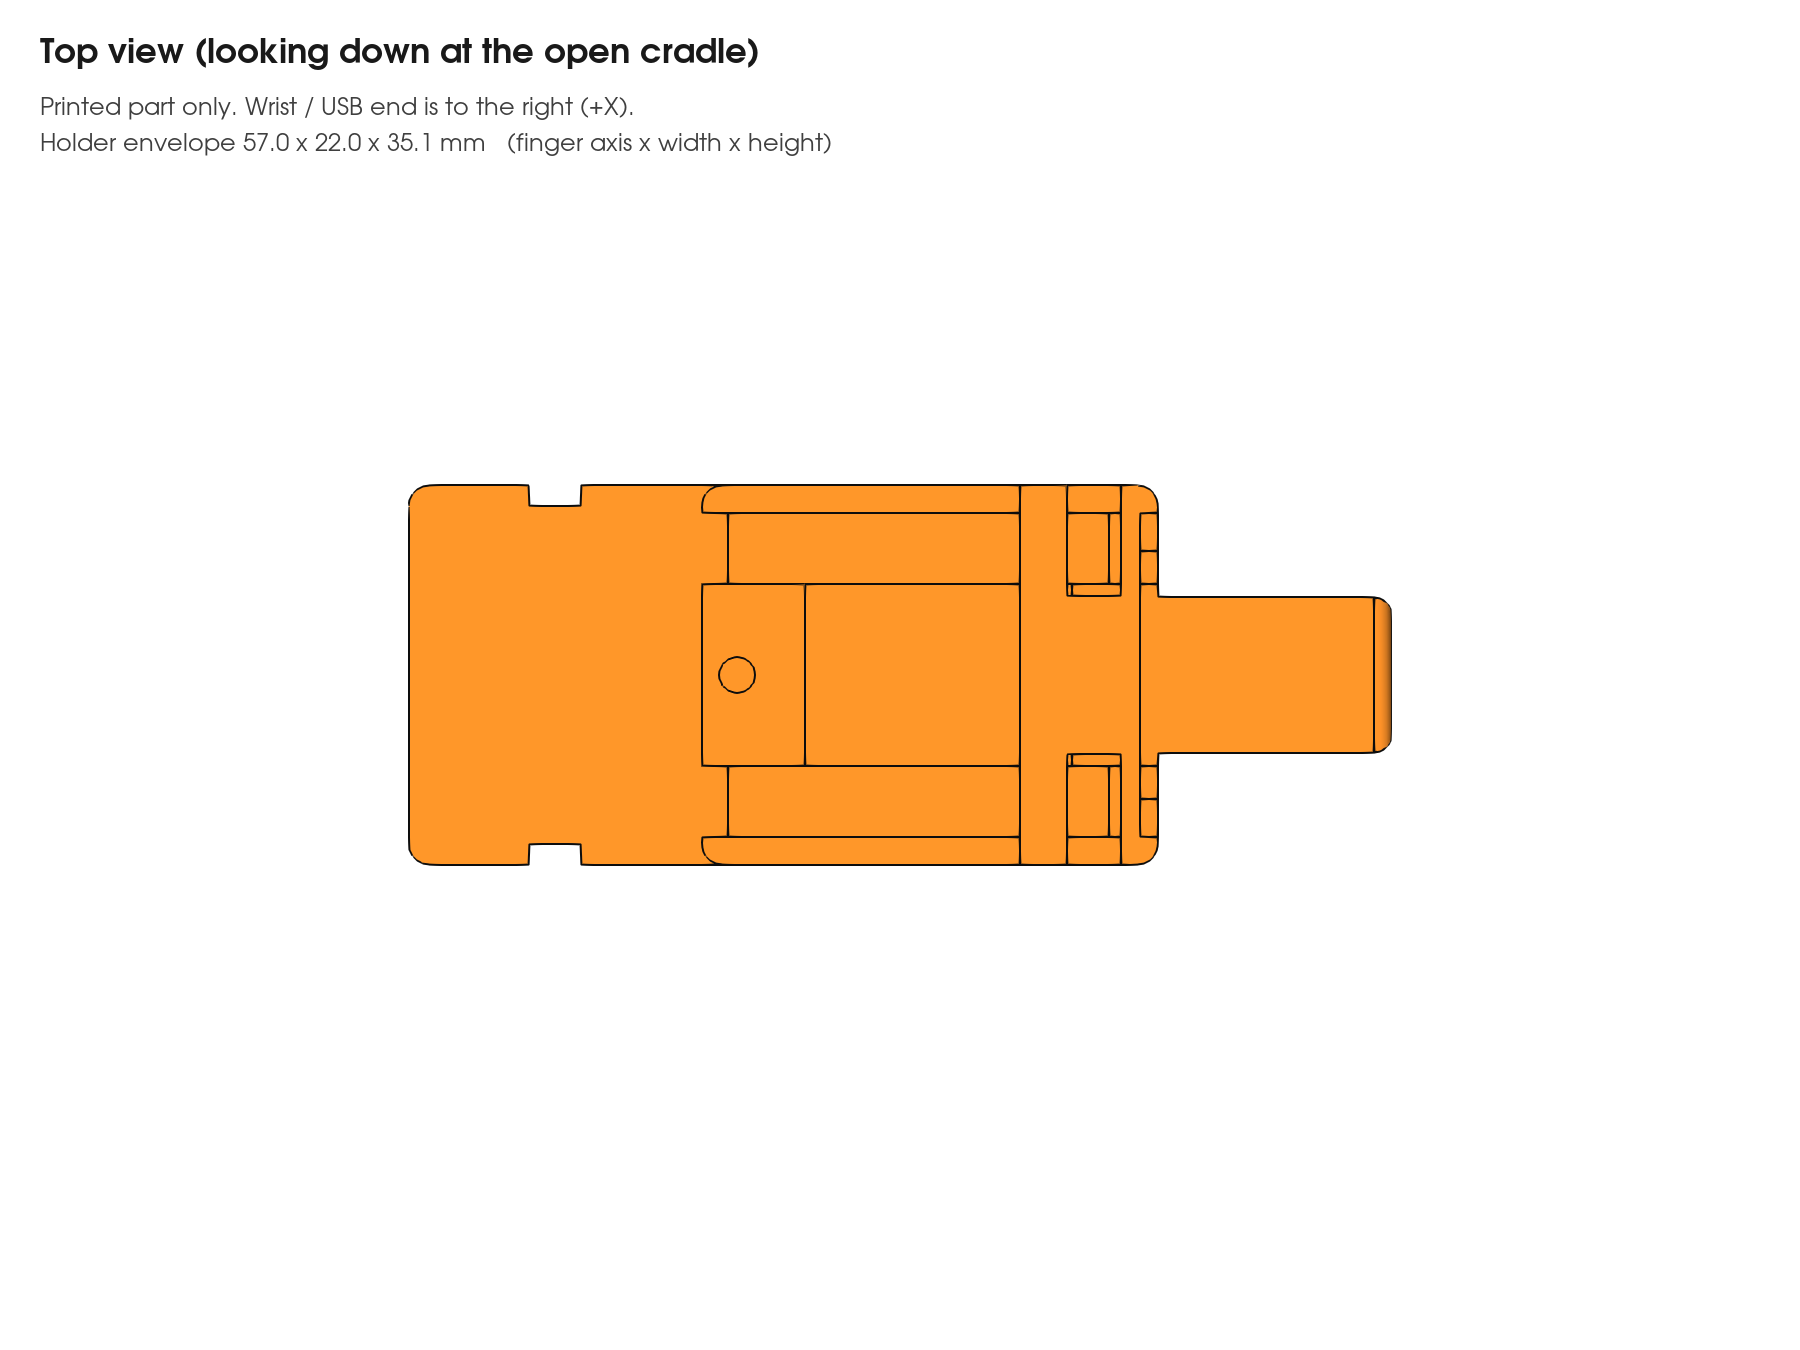 Top view (looking down at the open cradle)
Printed part only. Wrist / USB end is to the right (+X).
Holder envelope 57.0 x 22.0 x 35.1 mm (finger axis x width x height)